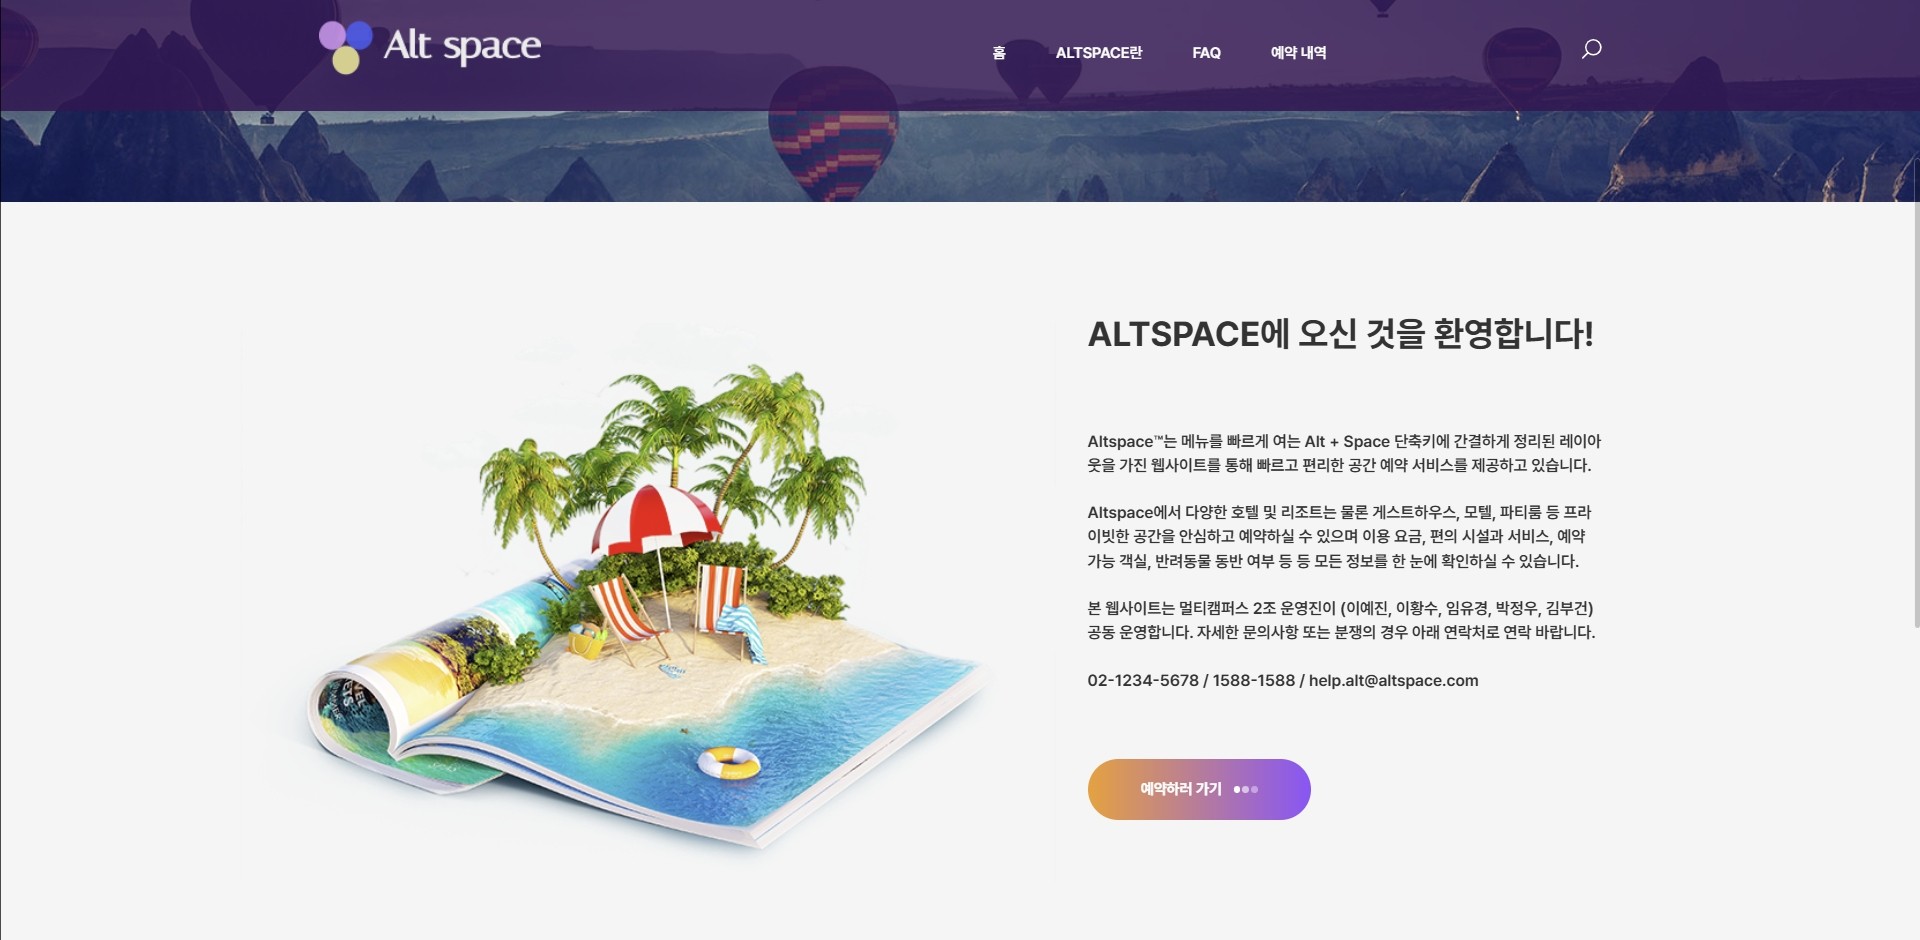 Alt space
홈 ALTSPACE란 FAQ 예약 내역
ALTSPACE에 오신 것을 환영합니다!
Altspace™는 메뉴를 빠르게 여는 Alt + Space 단축키에 간결하게 정리된 레이아
웃을 가진 웹사이트를 통해 빠르고 편리한 공간 예약 서비스를 제공하고 있습니다.
Altspace에서 다양한 호텔 및 리조트는 물론 게스트하우스, 모텔, 파티룸 등 프라
이빗한 공간을 안심하고 예약하실 수 있으며 이용 요금, 편의 시설과 서비스, 예약
가능 객실, 반려동물 동반 여부 등 등 모든 정보를 한 눈에 확인하실 수 있습니다.
본 웹사이트는 멀티캠퍼스 2조 운영진이 (이예진, 이황수, 임유경, 박정우, 김부건)
공동 운영합니다. 자세한 문의사항 또는 분쟁의 경우 아래 연락처로 연락 바랍니다.
02-1234-5678 / 1588-1588 / help.alt@altspace.com
예약하러 가기